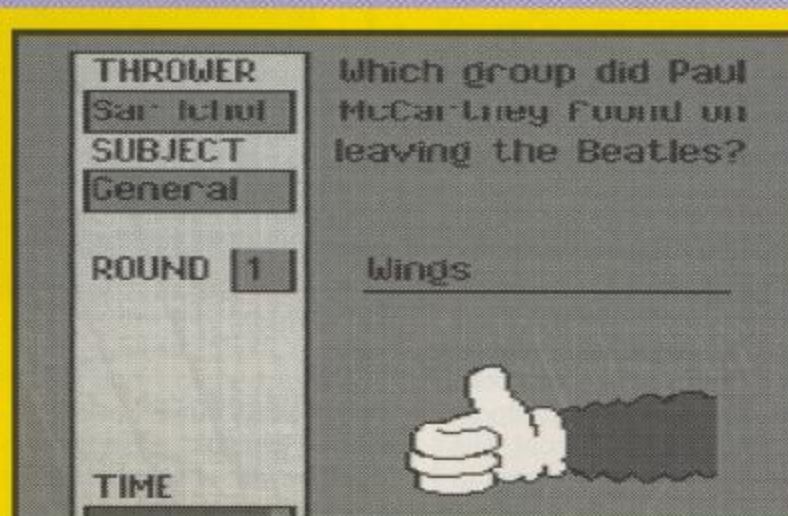 THROWER
SUBJECT
General
ROUND 1
TIME
Which group did Paul
McCartney found on
leaving the Beatles?
Wings